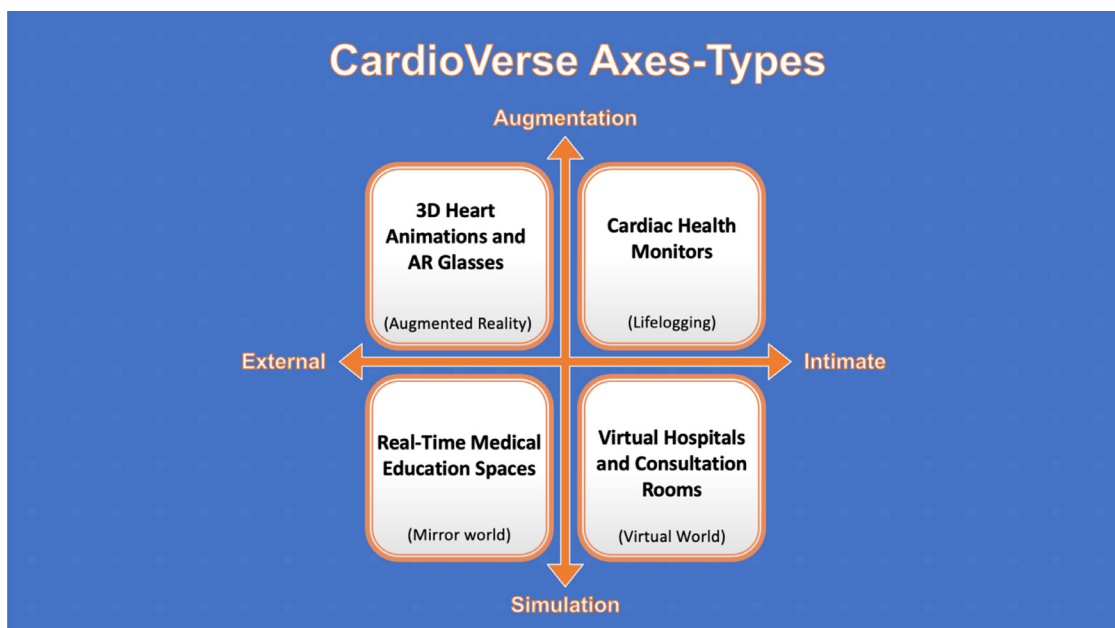 CardioVerse Axes-Types
Augmentation
3D Heart
Animations and
AR Glasses
(Augmented Reality)
Cardiac Health
Monitors
(Lifelogging)
External
Intimate
Real-Time Medical
Education Spaces
(Mirror world)
Virtual Hospitals
and Consultation
Rooms
(Virtual World)
Simulation